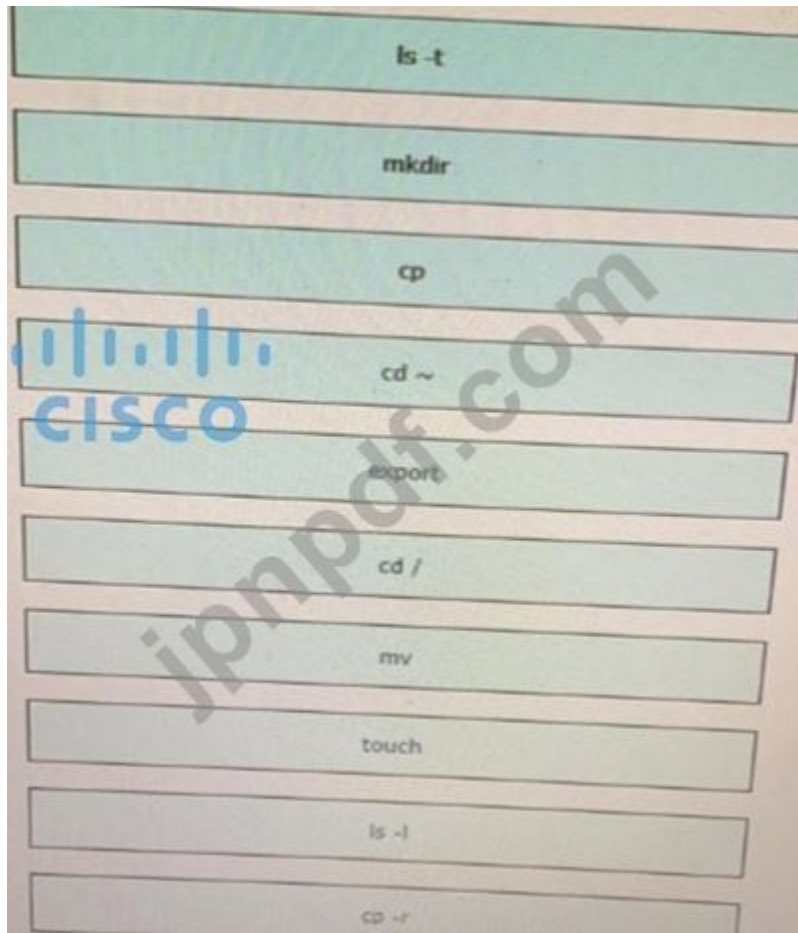 ls -t
mkdir
cp
cd ~
CISCO
export
cd /
mv
touch
ls -l
cp -r
jpnpdf.com